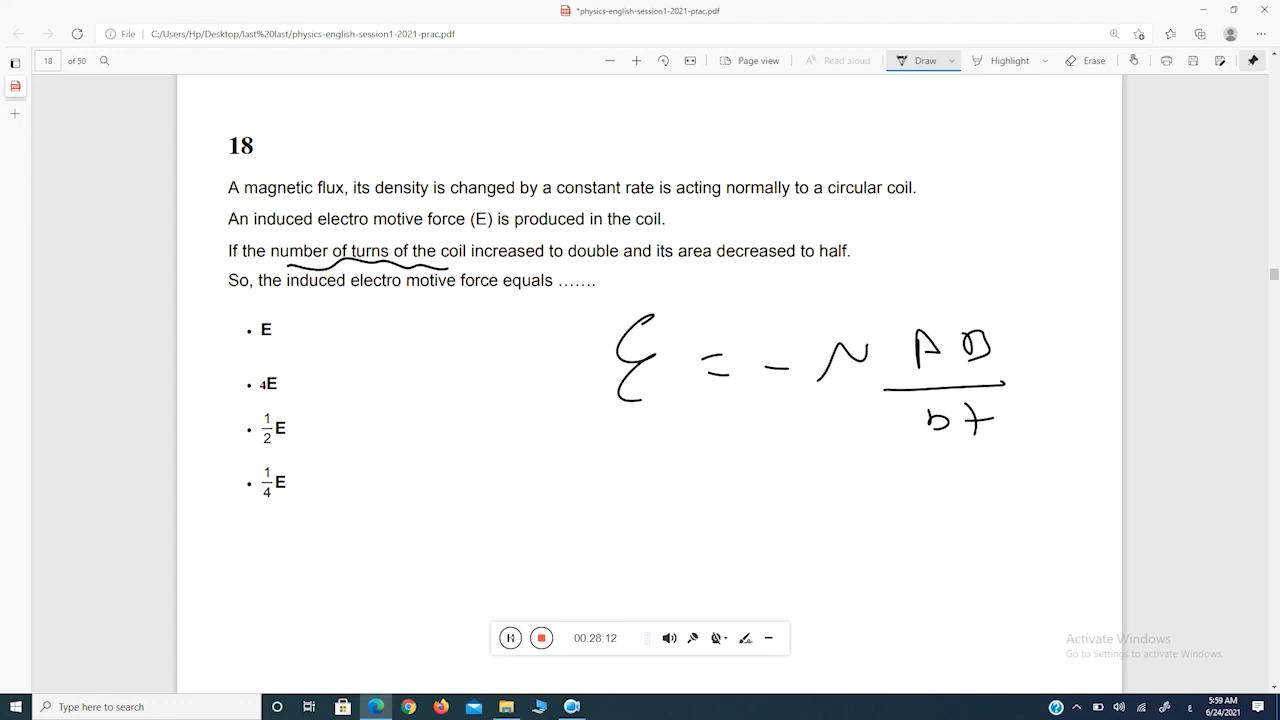 *physics-english-session1-2021-prac.pdf
File C:/Users/Hp/Desktop/last%20last/physics-english-session1-2021-prac.pdf
18 of 50 Page view Read aloud Draw Highlight Erase
18
A magnetic flux, its density is changed by a constant rate is acting normally to a circular coil.
An induced electro motive force (E) is produced in the coil.
If the number of turns of the coil increased to double and its area decreased to half.
So, the induced electro motive force equals …….
• E
• 4E
• 1/2 E
• 1/4 E
ℰ = - N AB / Δt
00:28:12
Activate Windows
Go to Settings to activate Windows.
Type here to search
5:59 AM
6/24/2021